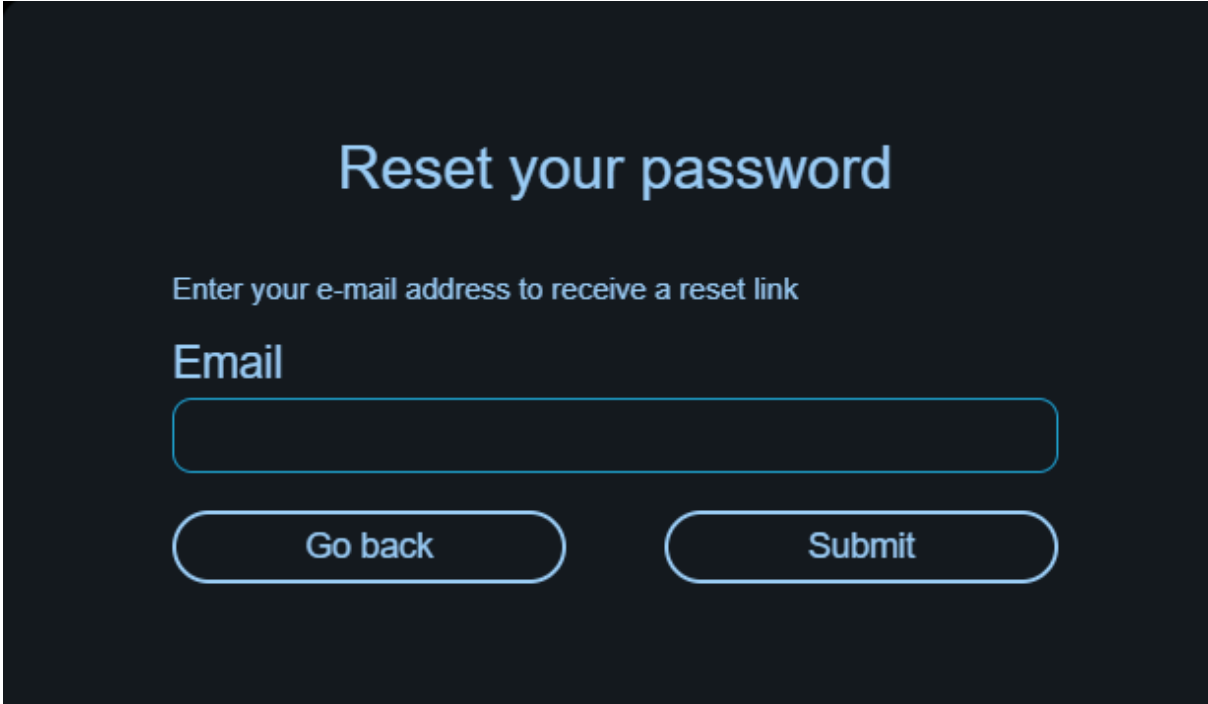 Reset your password
Enter your e-mail address to receive a reset link
Email
Go back
Submit